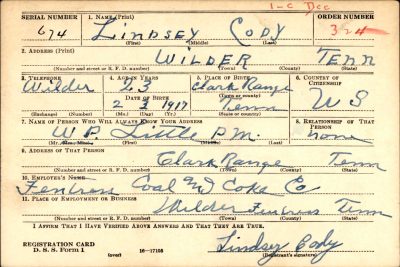 1-C Dec
SERIAL NUMBER 1. NAME (Print) ORDER NUMBER
674 LINDSEY CODY 324
(First) (Middle) (Last)
2. ADDRESS (Print)
WILDER TENN
(Number and street or R. F. D. number) (Town) (County) (State)
3. TELEPHONE 4. AGE IN YEARS 5. PLACE OF BIRTH 6. COUNTRY OF CITIZENSHIP
Wilder 23 Clark Range
DATE OF BIRTH (Town or county)
2 3 1917 Tenn U S
(Exchange) (Number) (Mo.) (Day) (Yr.) (State or country)
7. NAME OF PERSON WHO WILL ALWAYS KNOW YOUR ADDRESS 8. RELATIONSHIP OF THAT PERSON
W P. Little P.M. none
(Mr., Mrs., Miss) (First) (Middle) (Last)
9. ADDRESS OF THAT PERSON
Clark Range Tenn
(Number and street or R. F. D. number) (Town) (County) (State)
10. EMPLOYER'S NAME
Fentress Coal and Coke Co
11. PLACE OF EMPLOYMENT OR BUSINESS
Wilder Fentress Tenn
(Number and street or R. F. D. number) (Town) (County) (State)
I AFFIRM THAT I HAVE VERIFIED ABOVE ANSWERS AND THAT THEY ARE TRUE.
REGISTRATION CARD
D. S. S. Form 1 (over) 16—17105 Lindsey Cody
(Registrant's signature)